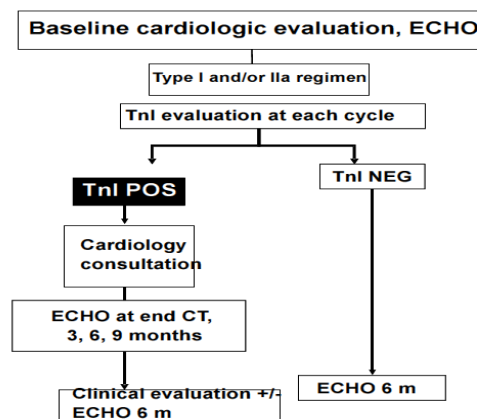 Baseline cardiologic evaluation, ECHO
Type I and/or IIa regimen
TnI evaluation at each cycle
TnI POS
TnI NEG
Cardiology
consultation
ECHO at end CT,
3, 6, 9 months
Clinical evaluation +/-
ECHO 6 m
ECHO 6 m